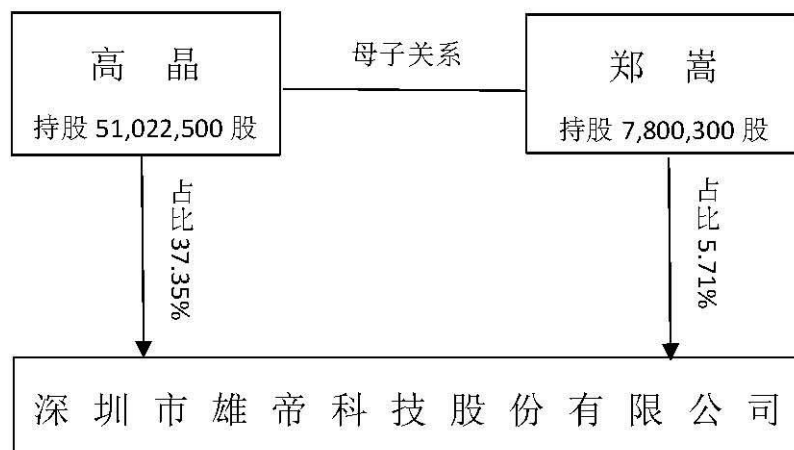 高 晶
持股 51,022,500 股
母子关系
郑 嵩
持股 7,800,300 股
占比 37.35%
占比 5.71%
深圳市雄帝科技股份有限公司